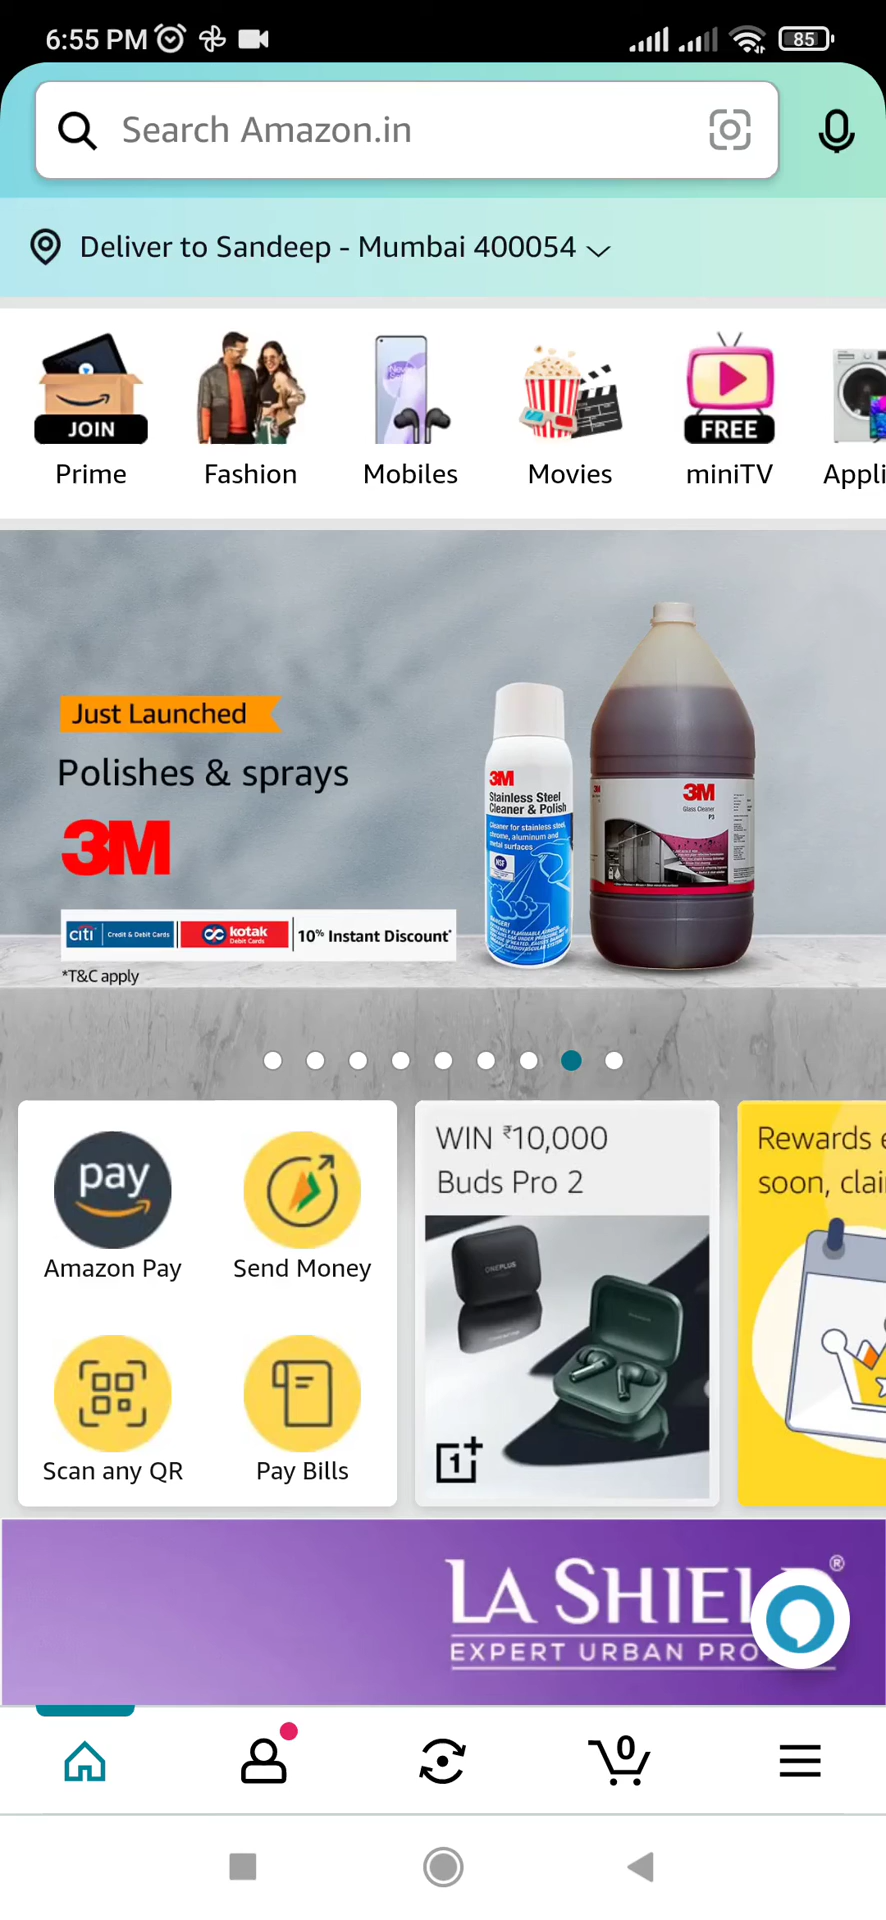 6:55 PM
85
Search Amazon.in
Deliver to Sandeep - Mumbai 400054
JOIN
FREE
Prime
Fashion
Mobiles
Movies
miniTV
Appli
Just Launched
Polishes & sprays
3M
citi Credit & Debit Cards kotak Debit Cards 10% Instant Discount*
*T&C apply
3M
Stainless Steel
Cleaner & Polish
Cleaner for stainless steel,
chrome, aluminum and
metal surfaces
NSF
3M
Glass Cleaner
P3
pay
Amazon Pay
Send Money
Scan any QR
Pay Bills
WIN ₹10,000
Buds Pro 2
ONEPLUS
Rewards e
soon, clai
LA SHIEL®
EXPERT URBAN PRO
0